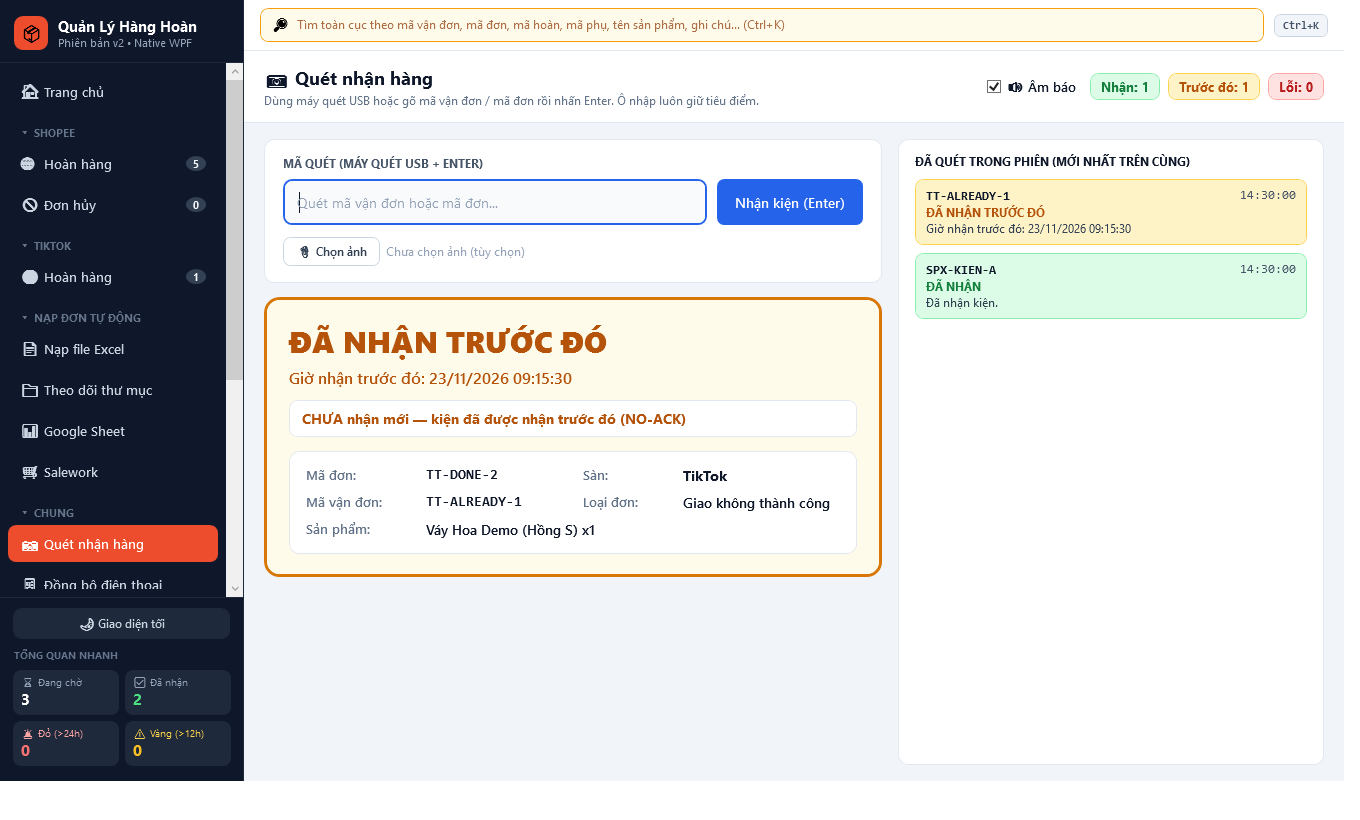 Quản Lý Hàng Hoàn
Phiên bản v2 • Native WPF
Trang chủ
SHOPEE
Hoàn hàng 5
Đơn hủy 0
TIKTOK
Hoàn hàng 1
NẠP ĐƠN TỰ ĐỘNG
Nạp file Excel
Theo dõi thư mục
Google Sheet
Salework
CHUNG
Quét nhận hàng
Đồng bộ điện thoại
Giao diện tối
TỔNG QUAN NHANH
Đang chờ
3
Đã nhận
2
Đỏ (>24h)
0
Vàng (>12h)
0
Tìm toàn cục theo mã vận đơn, mã đơn, mã hoàn, mã phụ, tên sản phẩm, ghi chú... (Ctrl+K)
Ctrl+K
Quét nhận hàng
Dùng máy quét USB hoặc gõ mã vận đơn / mã đơn rồi nhấn Enter. Ô nhập luôn giữ tiêu điểm.
Âm báo
Nhận: 1
Trước đó: 1
Lỗi: 0
MÃ QUÉT (MÁY QUÉT USB + ENTER)
Quét mã vận đơn hoặc mã đơn...
Nhận kiện (Enter)
Chọn ảnh
Chưa chọn ảnh (tùy chọn)
ĐÃ NHẬN TRƯỚC ĐÓ
Giờ nhận trước đó: 23/11/2026 09:15:30
CHƯA nhận mới — kiện đã được nhận trước đó (NO-ACK)
Mã đơn: TT-DONE-2 Sàn: TikTok
Mã vận đơn: TT-ALREADY-1 Loại đơn: Giao không thành công
Sản phẩm: Váy Hoa Demo (Hồng S) x1
ĐÃ QUÉT TRONG PHIÊN (MỚI NHẤT TRÊN CÙNG)
TT-ALREADY-1 14:30:00
ĐÃ NHẬN TRƯỚC ĐÓ
Giờ nhận trước đó: 23/11/2026 09:15:30
SPX-KIEN-A 14:30:00
ĐÃ NHẬN
Đã nhận kiện.